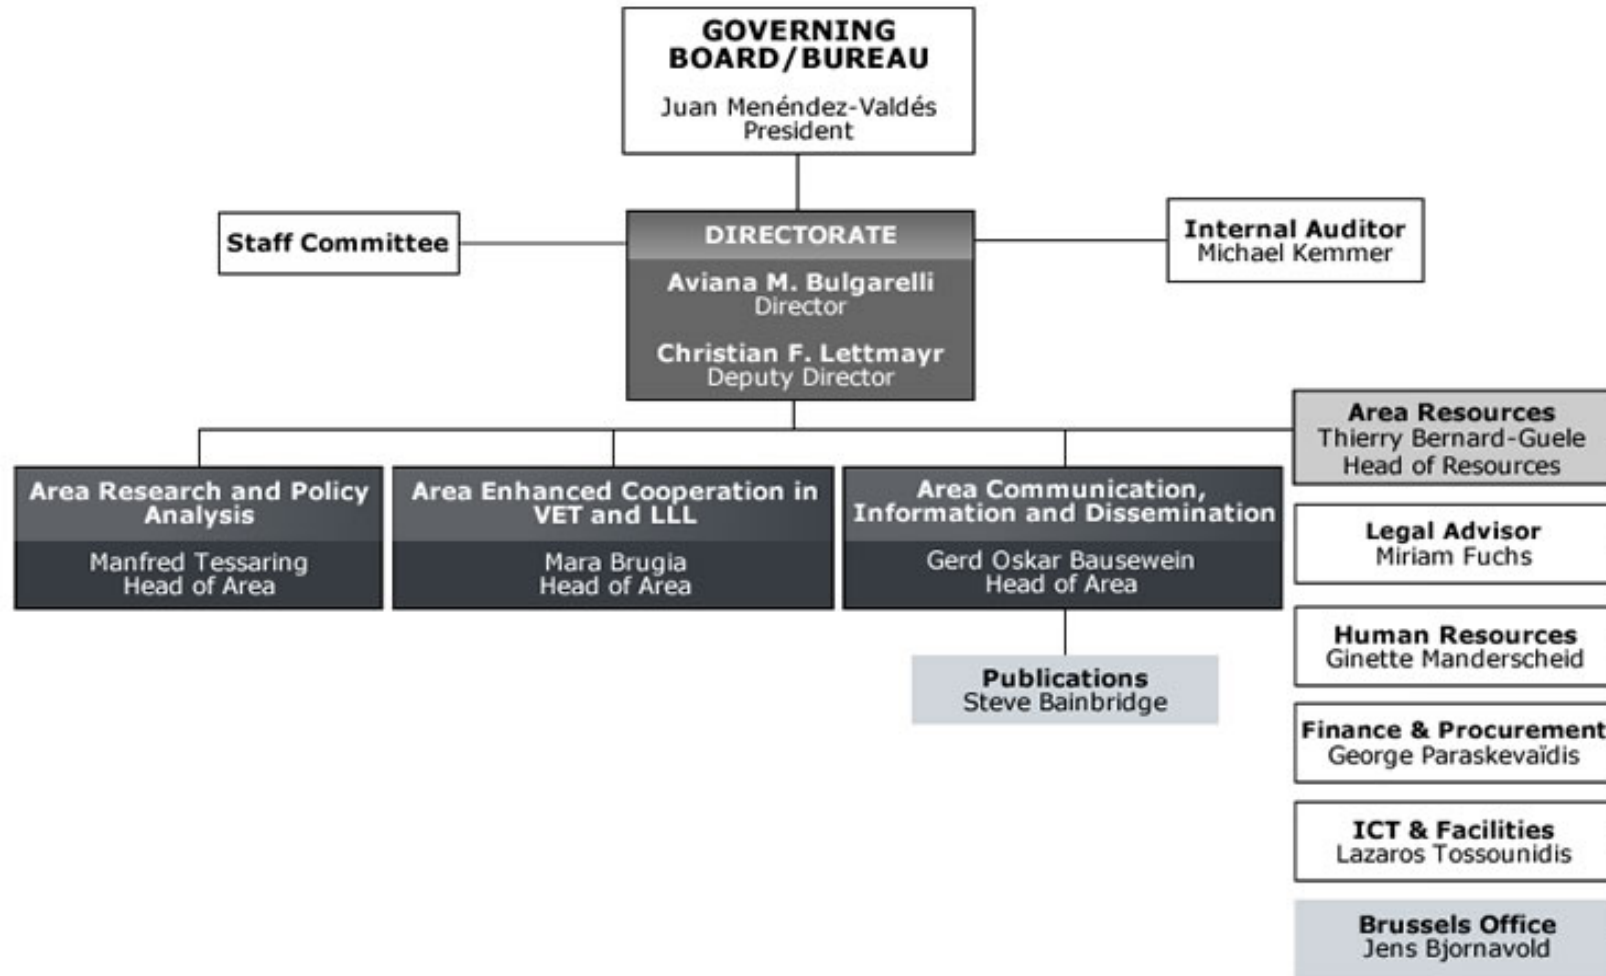 GOVERNING
BOARD/BUREAU
Juan Menéndez-Valdés
President
Staff Committee
DIRECTORATE
Aviana M. Bulgarelli
Director
Christian F. Lettmayr
Deputy Director
Internal Auditor
Michael Kemmer
Area Research and Policy
Analysis
Manfred Tessaring
Head of Area
Area Enhanced Cooperation in
VET and LLL
Mara Brugia
Head of Area
Area Communication,
Information and Dissemination
Gerd Oskar Bausewein
Head of Area
Publications
Steve Bainbridge
Area Resources
Thierry Bernard-Guele
Head of Resources
Legal Advisor
Miriam Fuchs
Human Resources
Ginette Manderscheid
Finance & Procurement
George Paraskevaïdis
ICT & Facilities
Lazaros Tossounidis
Brussels Office
Jens Bjornavold